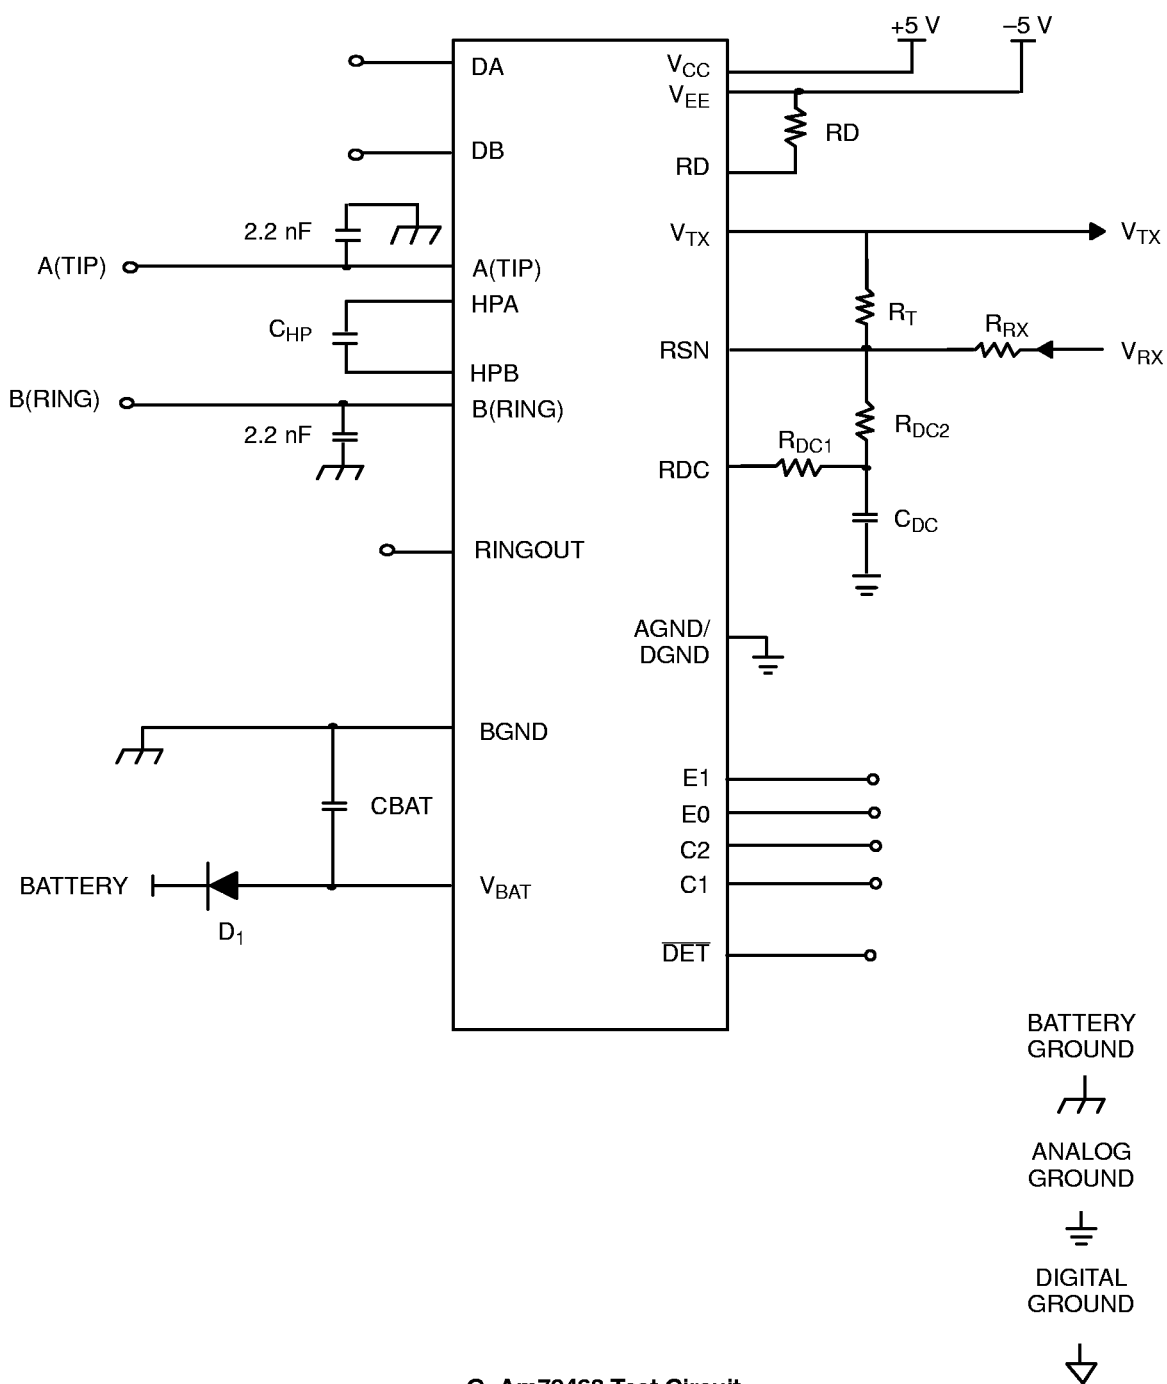 +5 V
–5 V
DA
VCC
VEE
RD
DB
RD
2.2 nF
VTX
VTX
A(TIP)
A(TIP)
HPA
RT
CHP
RRX
RSN
VRX
HPB
B(RING)
B(RING)
2.2 nF
RDC2
RDC1
RDC
CDC
RINGOUT
AGND/
DGND
BGND
E1
CBAT
E0
C2
BATTERY
VBAT
C1
D1
DET
BATTERY
GROUND
ANALOG
GROUND
DIGITAL
GROUND
Test Circuit